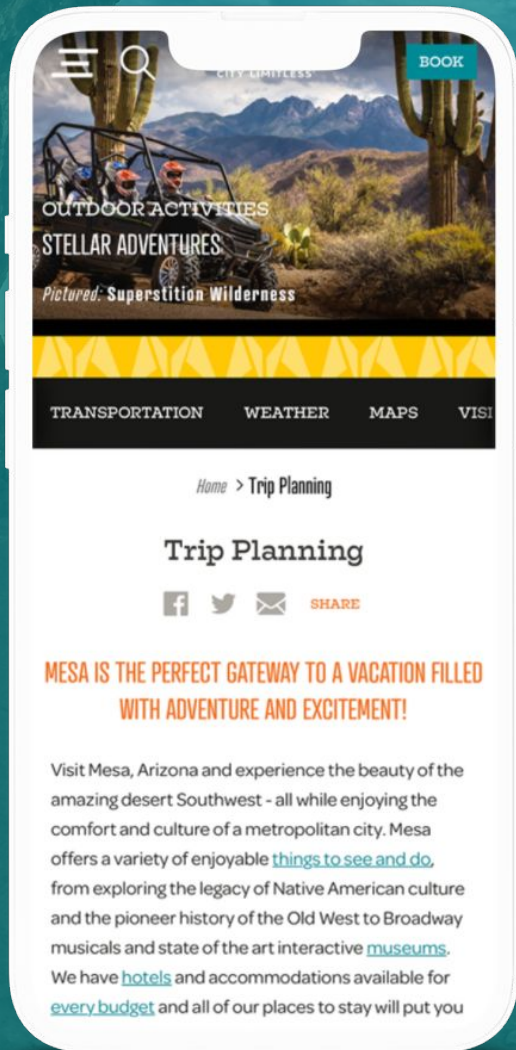 CITY LIMITLESS
BOOK
OUTDOOR ACTIVITIES
STELLAR ADVENTURES
Pictured: Superstition Wilderness
TRANSPORTATION WEATHER MAPS VISI
Home > Trip Planning
Trip Planning
SHARE
MESA IS THE PERFECT GATEWAY TO A VACATION FILLED
WITH ADVENTURE AND EXCITEMENT!
Visit Mesa, Arizona and experience the beauty of the
amazing desert Southwest - all while enjoying the
comfort and culture of a metropolitan city. Mesa
offers a variety of enjoyable things to see and do,
from exploring the legacy of Native American culture
and the pioneer history of the Old West to Broadway
musicals and state of the art interactive museums.
We have hotels and accommodations available for
every budget and all of our places to stay will put you